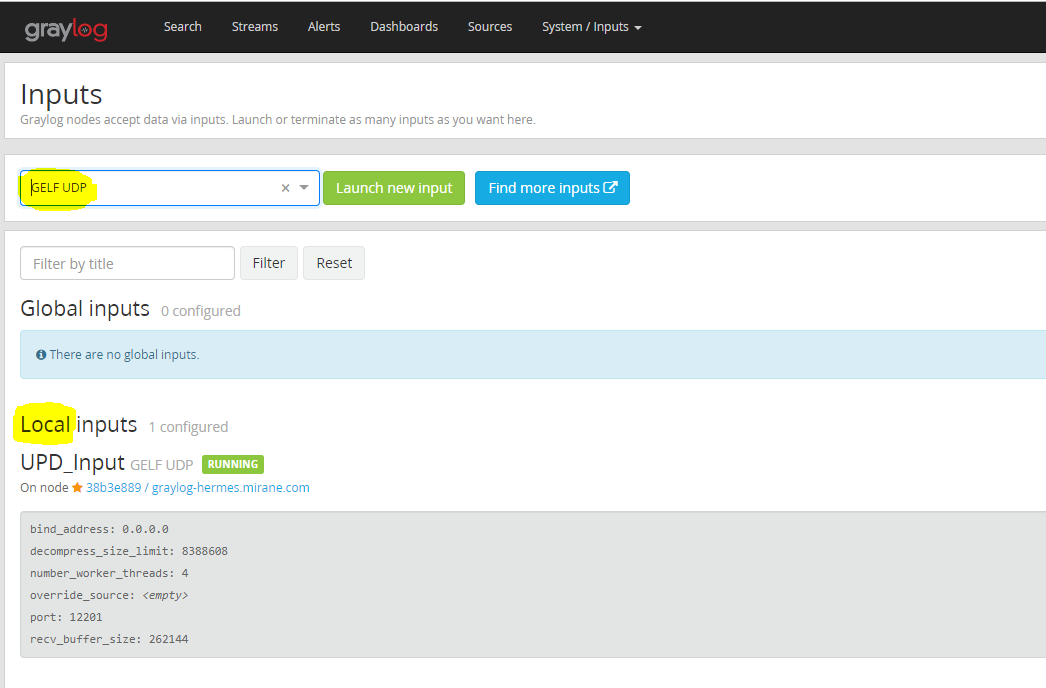 graylog Search Streams Alerts Dashboards Sources System / Inputs
Inputs
Graylog nodes accept data via inputs. Launch or terminate as many inputs as you want here.
GELF UDP × Launch new input Find more inputs
Filter by title Filter Reset
Global inputs 0 configured
There are no global inputs.
Local inputs 1 configured
UPD_Input GELF UDP RUNNING
On node 38b3e889 / graylog-hermes.mirane.com
bind_address: 0.0.0.0
decompress_size_limit: 8388608
number_worker_threads: 4
override_source: <empty>
port: 12201
recv_buffer_size: 262144